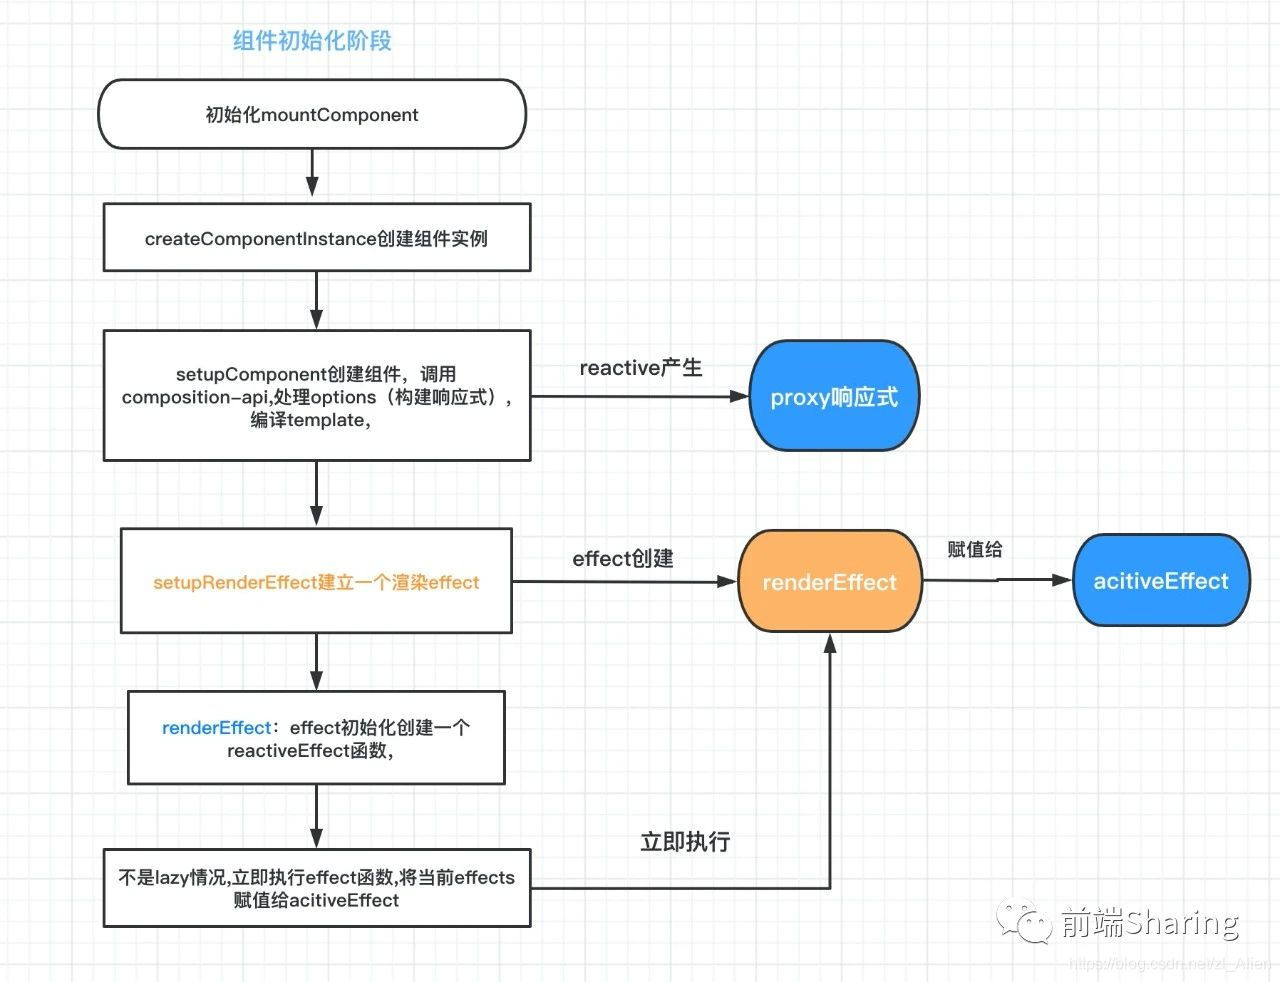 组件初始化阶段
初始化mountComponent
createComponentInstance创建组件实例
setupComponent创建组件，调用
composition-api,处理options（构建响应式），
编译template，
reactive产生
proxy响应式
setupRenderEffect建立一个渲染effect
effect创建
renderEffect
赋值给
acitiveEffect
renderEffect：effect初始化创建一个
reactiveEffect函数，
立即执行
不是lazy情况,立即执行effect函数,将当前effects
赋值给acitiveEffect
前端Sharing
https://blog.csdn.net/zl_Alien